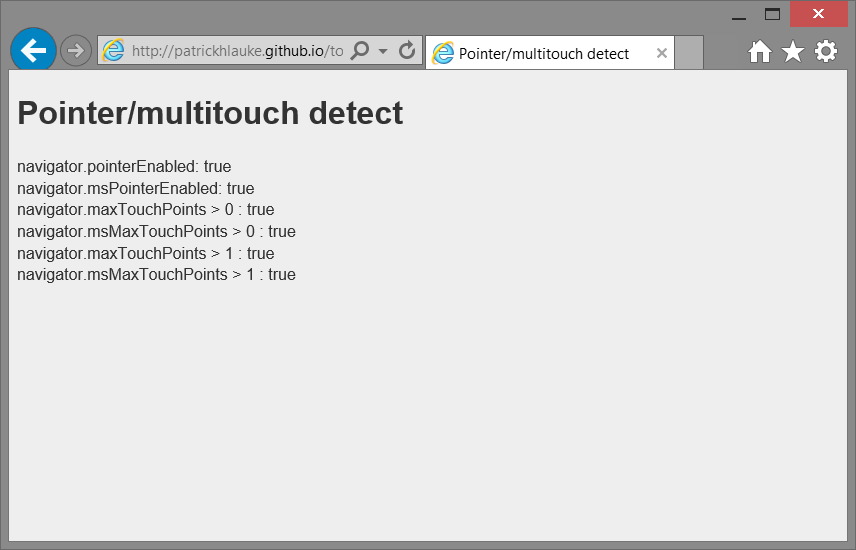 http://patrickhlauke.github.io/to
Pointer/multitouch detect
Pointer/multitouch detect
navigator.pointerEnabled: true
navigator.msPointerEnabled: true
navigator.maxTouchPoints > 0 : true
navigator.msMaxTouchPoints > 0 : true
navigator.maxTouchPoints > 1 : true
navigator.msMaxTouchPoints > 1 : true